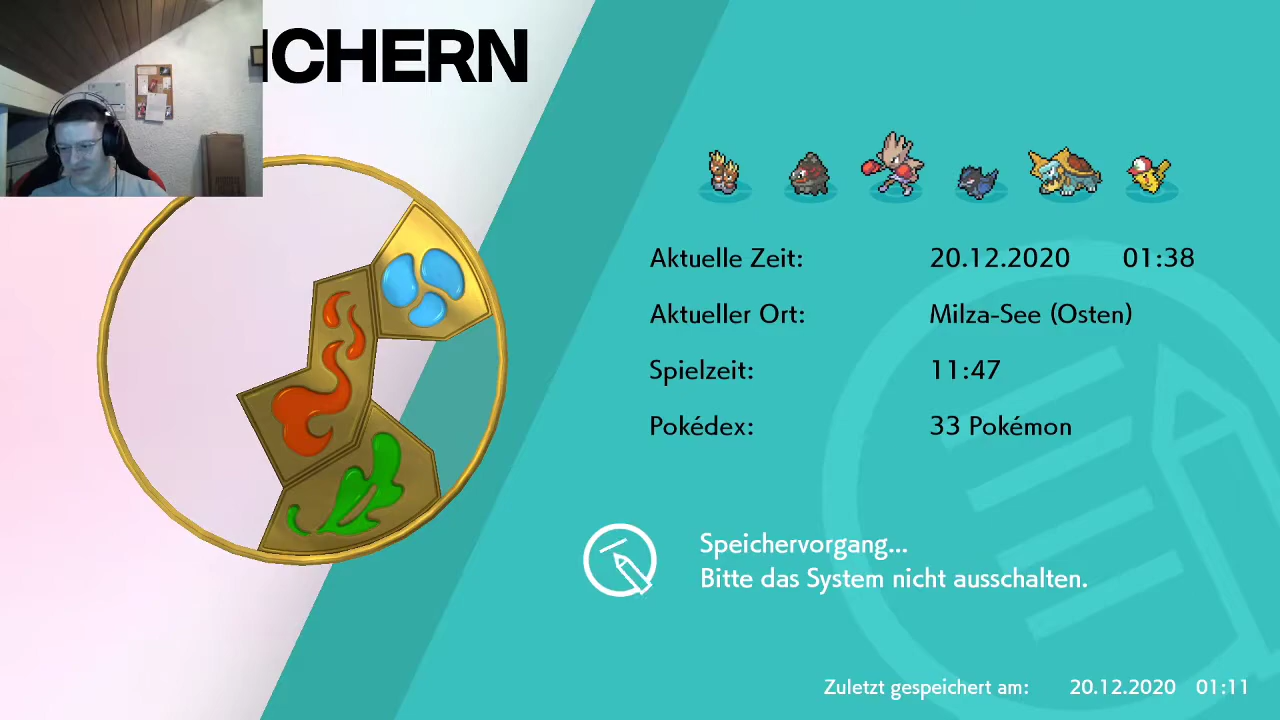 ICHERN
Aktuelle Zeit: 20.12.2020 01:38
Aktueller Ort: Milza-See (Osten)
Spielzeit: 11:47
Pokédex: 33 Pokémon
Speichervorgang...
Bitte das System nicht ausschalten.
Zuletzt gespeichert am: 20.12.2020 01:11